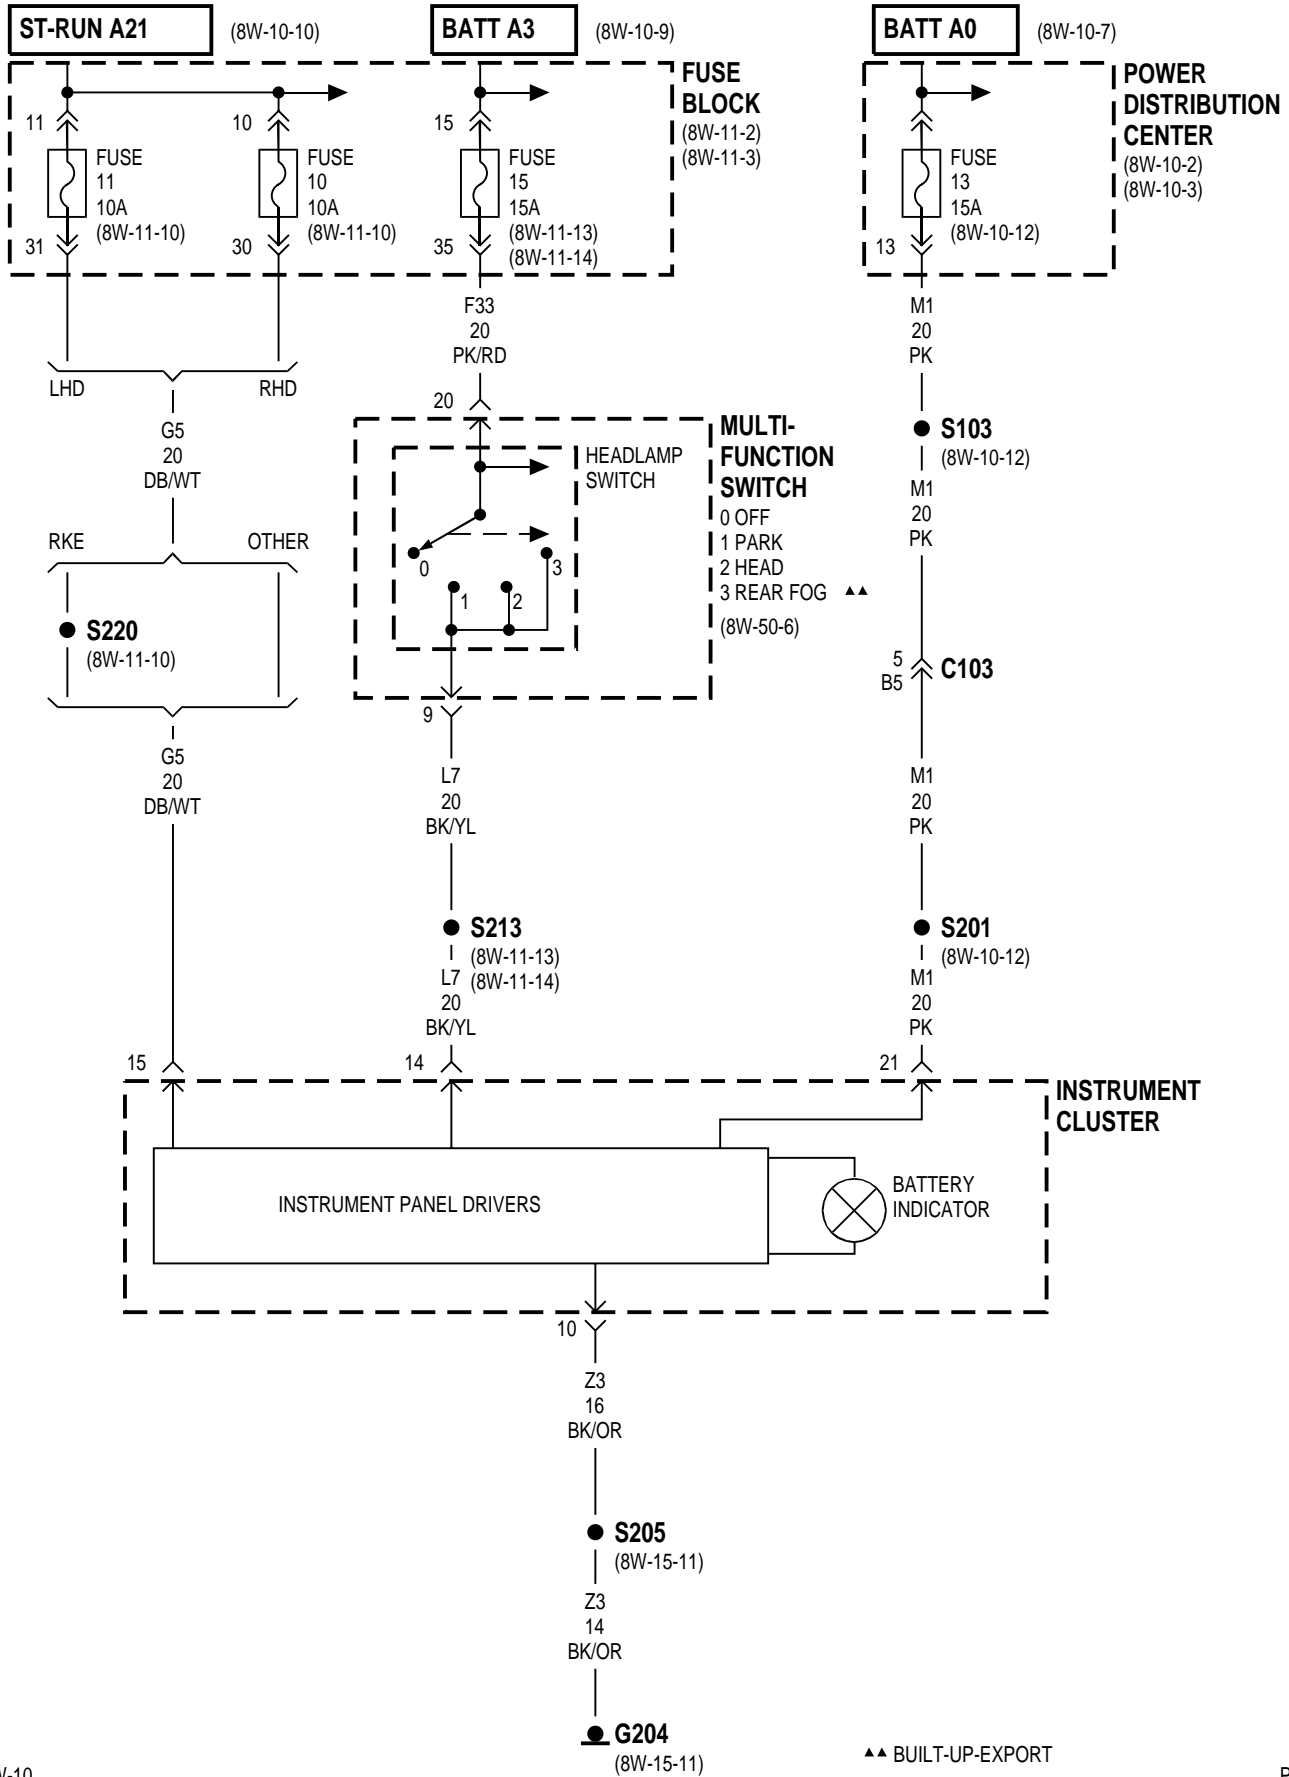 ST-RUN A21
(8W-10-10)
BATT A3
(8W-10-9)
BATT A0
(8W-10-7)
FUSE
BLOCK
(8W-11-2)
(8W-11-3)
POWER
DISTRIBUTION
CENTER
(8W-10-2)
(8W-10-3)
11
FUSE
11
10A
(8W-11-10)
31
10
FUSE
10
10A
(8W-11-10)
30
15
FUSE
15
15A
(8W-11-13)
(8W-11-14)
35
FUSE
13
15A
(8W-10-12)
13
LHD
RHD
G5
20
DB/WT
RKE
OTHER
S220
(8W-11-10)
G5
20
DB/WT
15
F33
20
PK/RD
20
HEADLAMP
SWITCH
0
1
2
3
MULTI-
FUNCTION
SWITCH
0 OFF
1 PARK
2 HEAD
3 REAR FOG ▲▲
(8W-50-6)
9
L7
20
BK/YL
S213
(8W-11-13)
(8W-11-14)
L7
20
BK/YL
14
M1
20
PK
S103
(8W-10-12)
M1
20
PK
5
B5
C103
M1
20
PK
S201
(8W-10-12)
M1
20
PK
21
INSTRUMENT
CLUSTER
INSTRUMENT PANEL DRIVERS
BATTERY
INDICATOR
10
Z3
16
BK/OR
S205
(8W-15-11)
Z3
14
BK/OR
G204
(8W-15-11)
▲▲ BUILT-UP-EXPORT